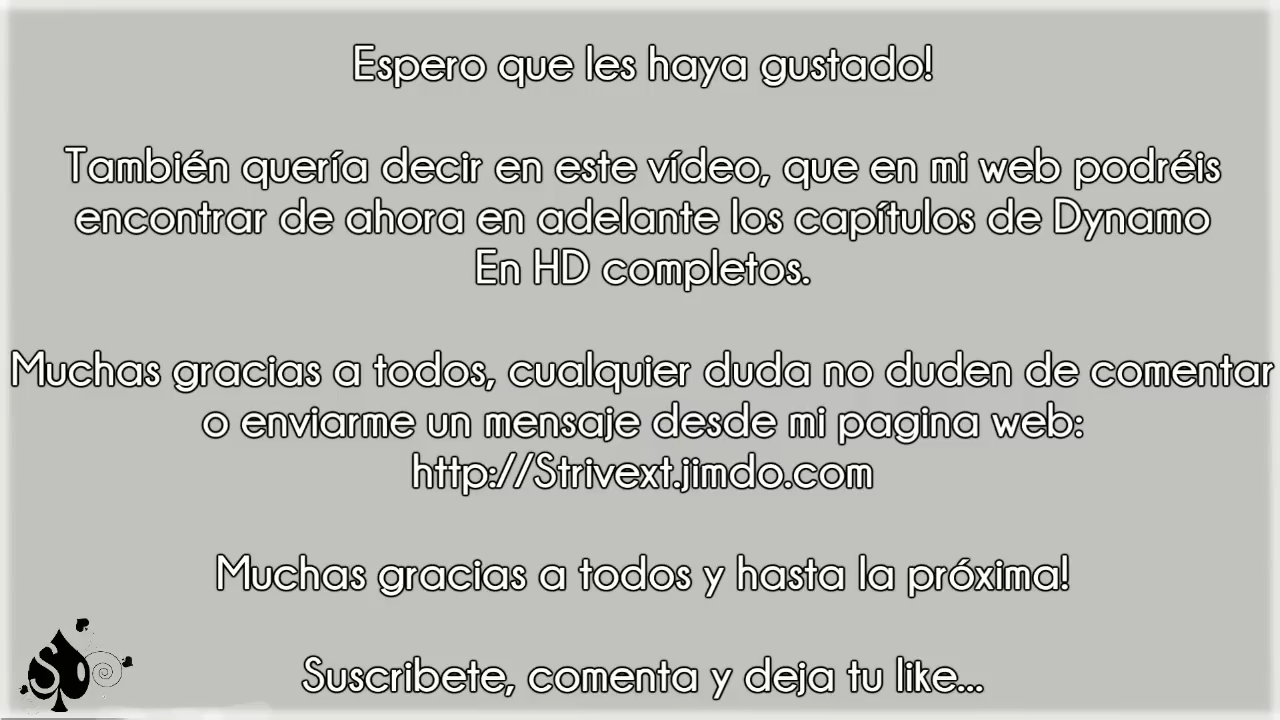 Espero que les haya gustado!
También quería decir en este vídeo, que en mi web podréis
encontrar de ahora en adelante los capítulos de Dynamo
En HD completos.
Muchas gracias a todos, cualquier duda no duden de comentar
o enviarme un mensaje desde mi pagina web:
http://Strivext.jimdo.com
Muchas gracias a todos y hasta la próxima!
Suscribete, comenta y deja tu like...